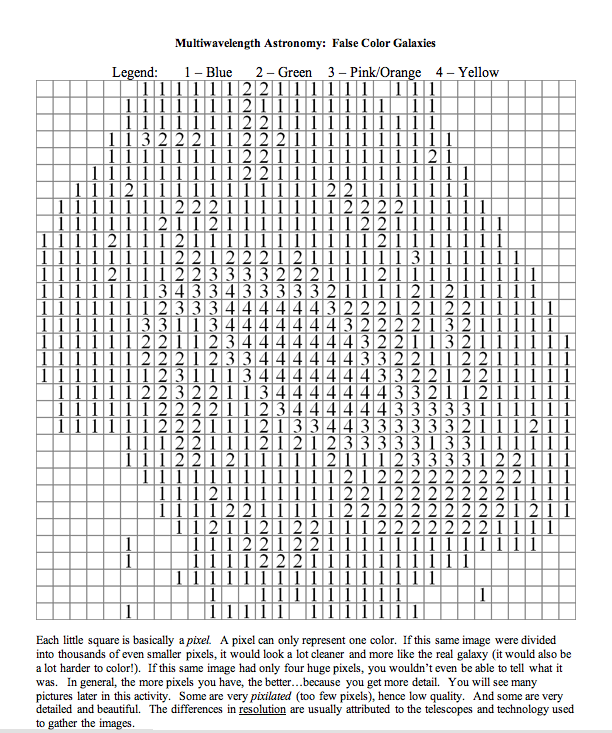 Multiwavelength Astronomy: False Color Galaxies
Legend: 1 – Blue 2 – Green 3 – Pink/Orange 4 – Yellow
1 1 1 1 1 1 2 2 1 1 1 1 1 1 1 1 1
1 1 1 1 1 1 1 2 1 1 1 1 1 1 1 1 1 1
1 1 1 1 1 1 1 2 2 1 1 1 1 1 1 1 1 1 1
1 1 3 2 2 2 1 1 2 2 2 1 1 1 1 1 1 1 1 1 1
1 1 1 1 1 1 1 1 2 2 1 1 1 1 1 1 1 1 1 2 1
1 1 1 1 1 1 1 1 1 2 2 1 1 1 1 1 1 1 1 1 1 1 1
1 1 1 2 1 1 1 1 1 1 1 1 1 1 1 2 2 1 1 1 1 1 1 1
1 1 1 1 1 1 1 2 2 2 1 1 1 1 1 1 1 2 2 2 2 1 1 1 1 1
1 1 1 1 1 1 2 1 1 2 1 1 1 1 1 1 1 1 2 2 1 1 1 1 1 1 1
1 1 1 1 2 1 1 1 2 1 1 1 1 1 1 1 1 1 1 1 2 1 1 1 1 1 1 1
1 1 1 1 1 1 1 1 2 2 1 2 2 2 1 2 1 1 1 1 1 1 3 1 1 1 1 1 1
1 1 1 1 2 1 1 1 2 2 3 3 3 3 2 2 2 1 1 1 2 1 1 1 1 1 1 1 1 1
1 1 1 1 1 1 1 3 4 3 3 4 3 3 3 3 3 2 1 1 1 1 2 1 2 1 1 1 1 1
1 1 1 1 1 1 1 2 3 3 3 4 4 4 4 4 4 3 2 2 2 1 2 1 2 2 1 1 1 1 1
1 1 1 1 1 1 3 3 1 1 3 4 4 4 4 4 4 4 3 2 2 2 2 1 3 2 1 1 1 1 1
1 1 1 1 1 1 2 2 1 1 2 3 4 4 4 4 4 4 4 3 2 2 1 1 3 2 1 1 1 1 1 1
1 1 1 1 1 1 2 2 2 1 2 3 3 4 4 4 4 4 4 3 3 2 2 1 1 2 2 1 1 1 1 1
1 1 1 1 1 1 1 2 3 1 1 1 3 4 4 4 4 4 4 4 3 3 2 2 1 2 2 1 1 1 1 1
1 1 1 1 1 2 2 3 2 2 1 1 3 4 4 4 4 4 4 4 3 3 2 1 1 2 1 1 1 1 1
1 1 1 1 1 1 2 2 2 2 1 1 2 3 4 4 4 4 4 4 3 3 3 3 3 1 1 1 1 1 1
1 1 1 1 1 1 2 2 2 1 1 1 2 1 3 3 4 4 3 3 3 3 3 3 2 1 1 1 2 1 1
1 1 1 2 2 1 1 1 2 1 2 1 2 3 3 3 3 3 1 3 3 1 1 1 1 1 1
1 1 1 2 2 1 2 1 1 1 1 1 2 1 1 1 2 3 3 3 3 1 2 2 1 1 1
1 1 1 1 1 1 1 1 1 1 1 1 2 1 2 2 2 2 2 2 2 2 1 1 1 1
1 1 1 2 1 1 1 1 1 1 1 2 2 1 2 2 2 2 2 2 2 1 1 1 1
1 1 1 1 2 2 1 1 1 1 1 2 2 2 2 2 2 2 2 2 2 1 2 1 1
1 1 2 1 1 2 1 2 2 1 1 1 2 2 2 2 2 2 2 1 1 1 1
1 1 1 1 2 2 1 2 2 1 1 1 1 1 1 1 1 1 1 1 1 1
1 1 1 1 1 2 2 2 1 1 1 1 1 1 1 1 1 1 1
1 1 1 1 1 1 1 1 1 1 1 1 1 1 1 1
1 1 1 1 1 1 1 1 1 1 1 1
1 1 1 1 1 1 1 1 1 1 1 1 1
Each little square is basically a pixel. A pixel can only represent one color. If this same image were divided
into thousands of even smaller pixels, it would look a lot cleaner and more like the real galaxy (it would also be
a lot harder to color!). If this same image had only four huge pixels, you wouldn't even be able to tell what it
was. In general, the more pixels you have, the better…because you get more detail. You will see many
pictures later in this activity. Some are very pixilated (too few pixels), hence low quality. And some are very
detailed and beautiful. The differences in resolution are usually attributed to the telescopes and technology used
to gather the images.